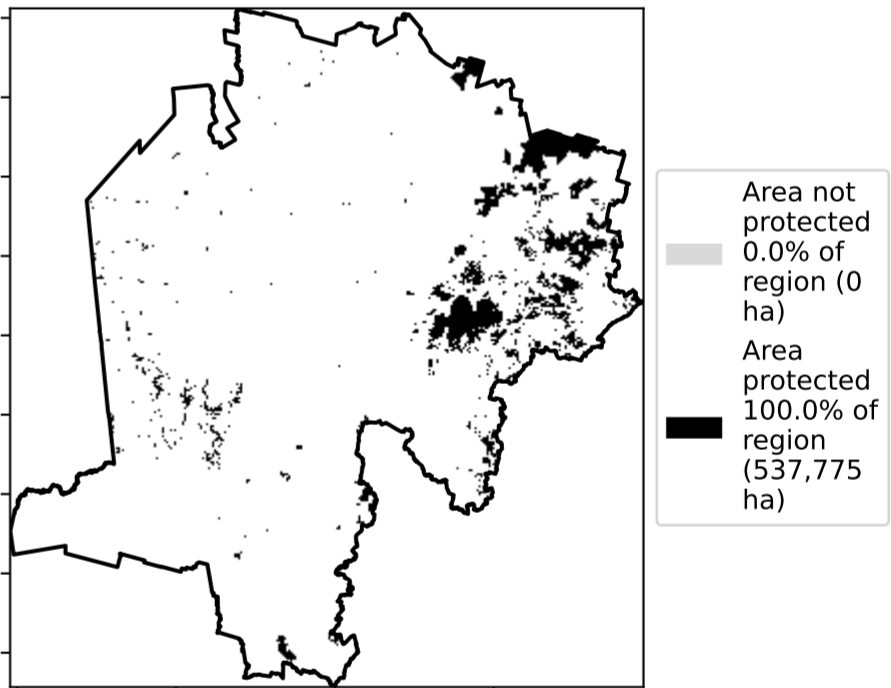 Area not
protected
0.0% of
region (0
ha)
Area
protected
100.0% of
region
(537,775
ha)